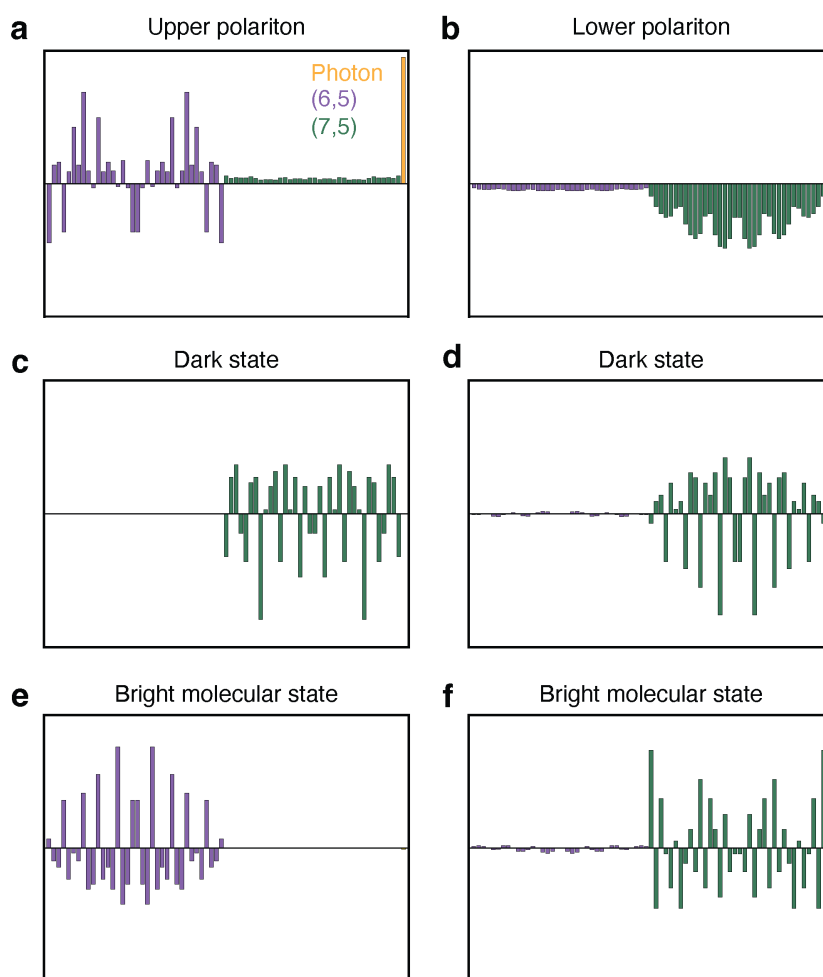 a Upper polariton
Photon
(6,5)
(7,5)
b Lower polariton
c Dark state
d Dark state
e Bright molecular state
f Bright molecular state